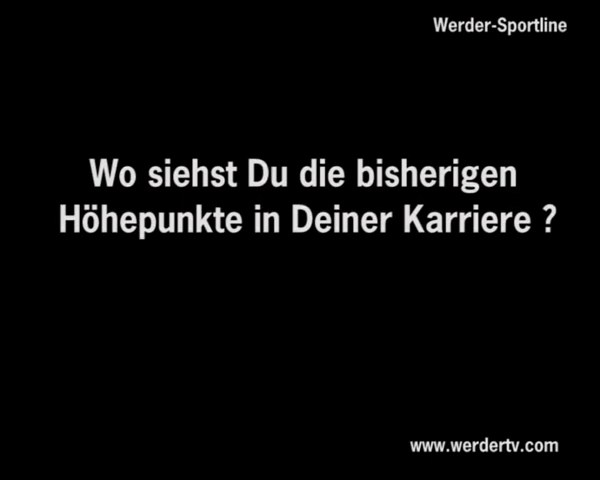 Werder-Sportline
Wo siehst Du die bisherigen
Höhepunkte in Deiner Karriere ?
www.werdertv.com